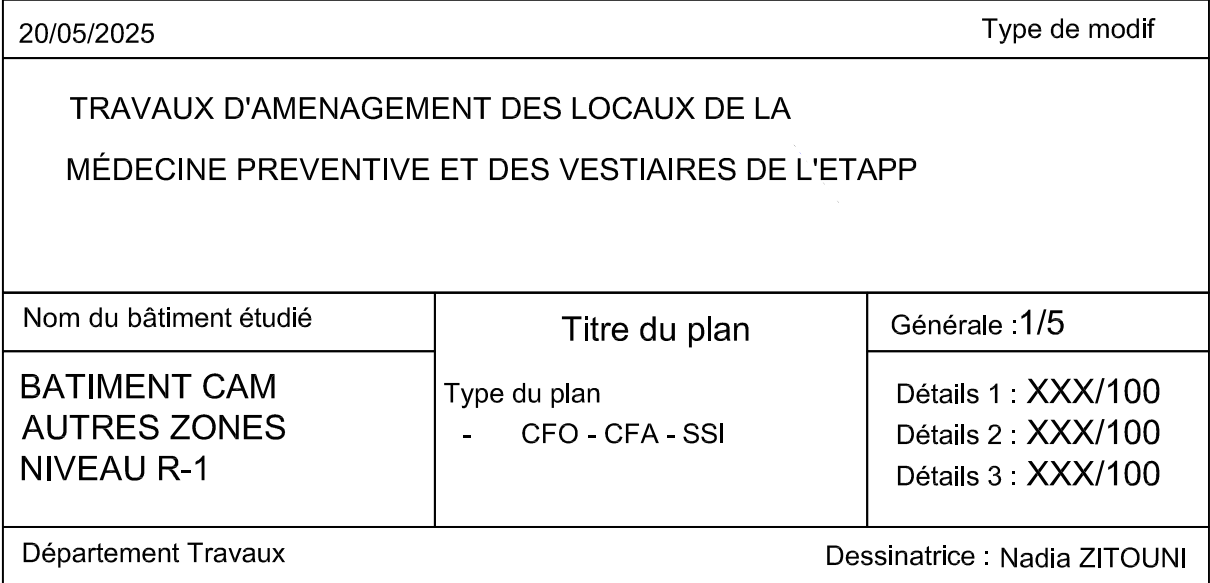 20/05/2025
Type de modif
TRAVAUX D'AMENAGEMENT DES LOCAUX DE LA
MÉDECINE PREVENTIVE ET DES VESTIAIRES DE L'ETAPP
Nom du bâtiment étudié
BATIMENT CAM
AUTRES ZONES
NIVEAU R-1
Titre du plan
Type du plan
- CFO - CFA - SSI
Générale :1/5
Détails 1 : XXX/100
Détails 2 : XXX/100
Détails 3 : XXX/100
Département Travaux
Dessinatrice : Nadia ZITOUNI